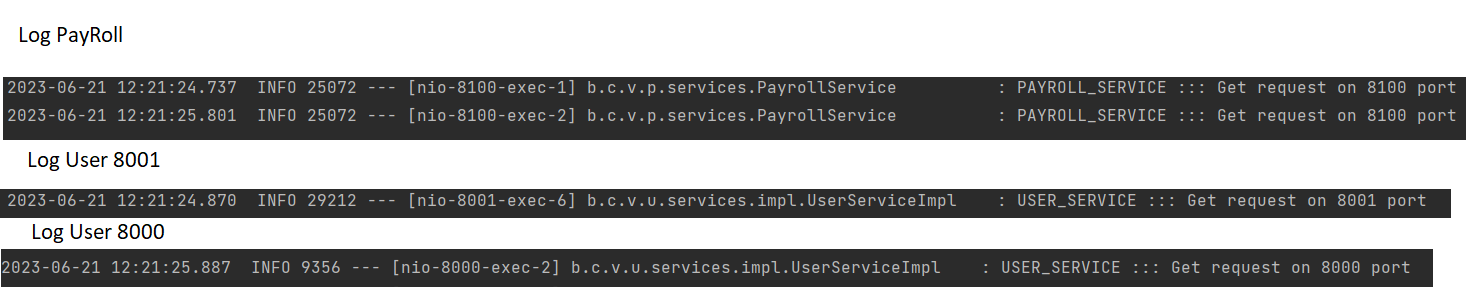 Log PayRoll
2023-06-21 12:21:24.737  INFO 25072 --- [nio-8100-exec-1] b.c.v.p.services.PayrollService          : PAYROLL_SERVICE ::: Get request on 8100 port
2023-06-21 12:21:25.801  INFO 25072 --- [nio-8100-exec-2] b.c.v.p.services.PayrollService          : PAYROLL_SERVICE ::: Get request on 8100 port
Log User 8001
2023-06-21 12:21:24.870  INFO 29212 --- [nio-8001-exec-6] b.c.v.u.services.impl.UserServiceImpl    : USER_SERVICE ::: Get request on 8001 port
Log User 8000
2023-06-21 12:21:25.887  INFO 9356 --- [nio-8000-exec-2] b.c.v.u.services.impl.UserServiceImpl    : USER_SERVICE ::: Get request on 8000 port